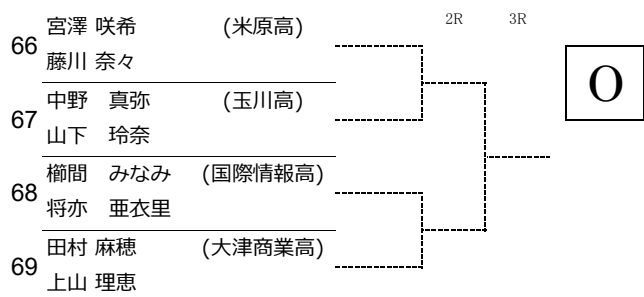 2R 3R
66 宮澤 咲希 (米原高)
藤川 奈々
O
67 中野 真弥 (玉川高)
山下 玲奈
68 櫛間 みなみ (国際情報高)
将亦 亜衣里
69 田村 麻穂 (大津商業高)
上山 理恵